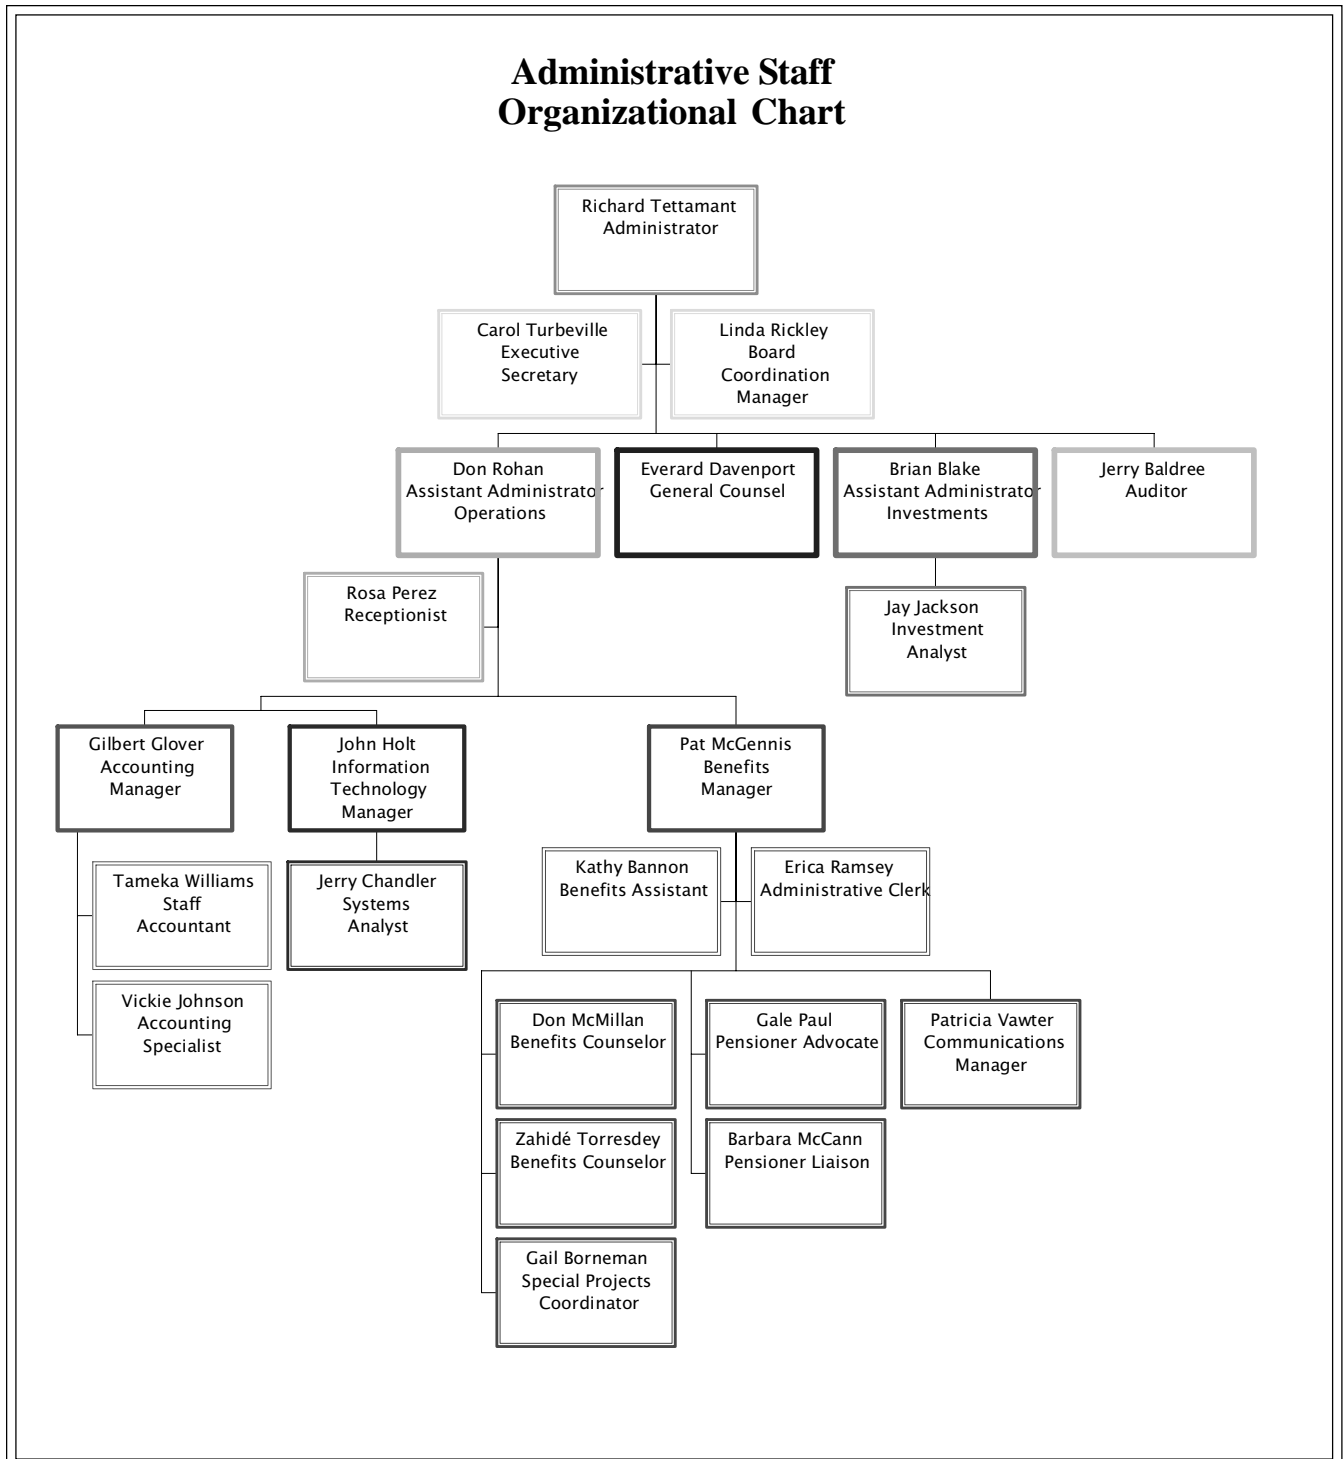 Administrative Staff
Organizational Chart
Richard Tettamant
Administrator
Carol Turbeville
Executive
Secretary
Linda Rickley
Board
Coordination
Manager
Don Rohan
Assistant Administrator
Operations
Everard Davenport
General Counsel
Brian Blake
Assistant Administrator
Investments
Jerry Baldree
Auditor
Rosa Perez
Receptionist
Jay Jackson
Investment
Analyst
Gilbert Glover
Accounting
Manager
John Holt
Information
Technology
Manager
Pat McGennis
Benefits
Manager
Tameka Williams
Staff
Accountant
Jerry Chandler
Systems
Analyst
Kathy Bannon
Benefits Assistant
Erica Ramsey
Administrative Clerk
Vickie Johnson
Accounting
Specialist
Don McMillan
Benefits Counselor
Gale Paul
Pensioner Advocate
Patricia Vawter
Communications
Manager
Zahidé Torresdey
Benefits Counselor
Barbara McCann
Pensioner Liaison
Gail Borneman
Special Projects
Coordinator